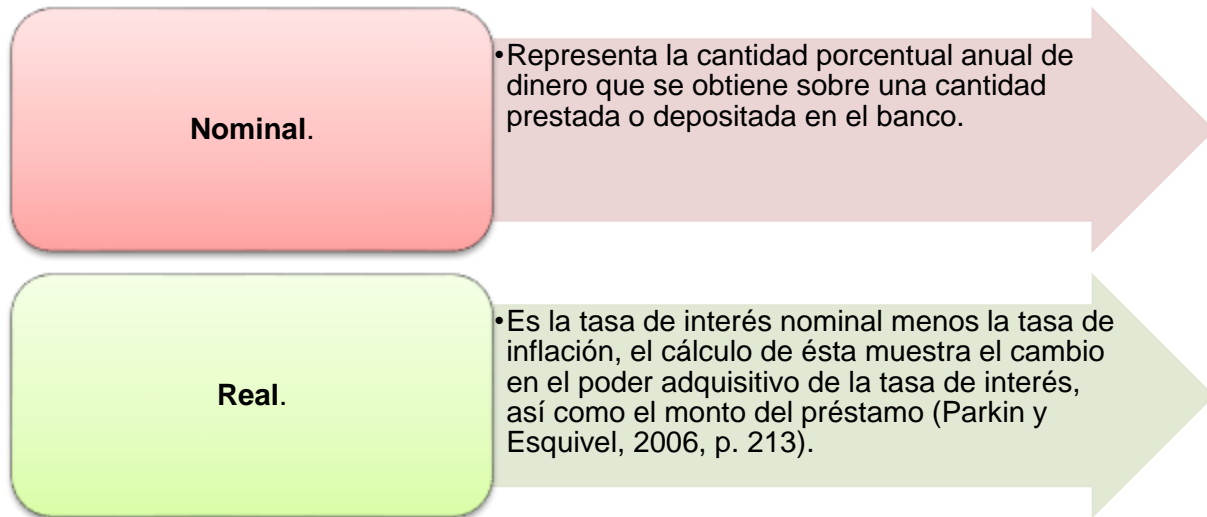 Nominal.
•Representa la cantidad porcentual anual de
dinero que se obtiene sobre una cantidad
prestada o depositada en el banco.
Real.
•Es la tasa de interés nominal menos la tasa de
inflación, el cálculo de ésta muestra el cambio
en el poder adquisitivo de la tasa de interés,
así como el monto del préstamo (Parkin y
Esquivel, 2006, p. 213).